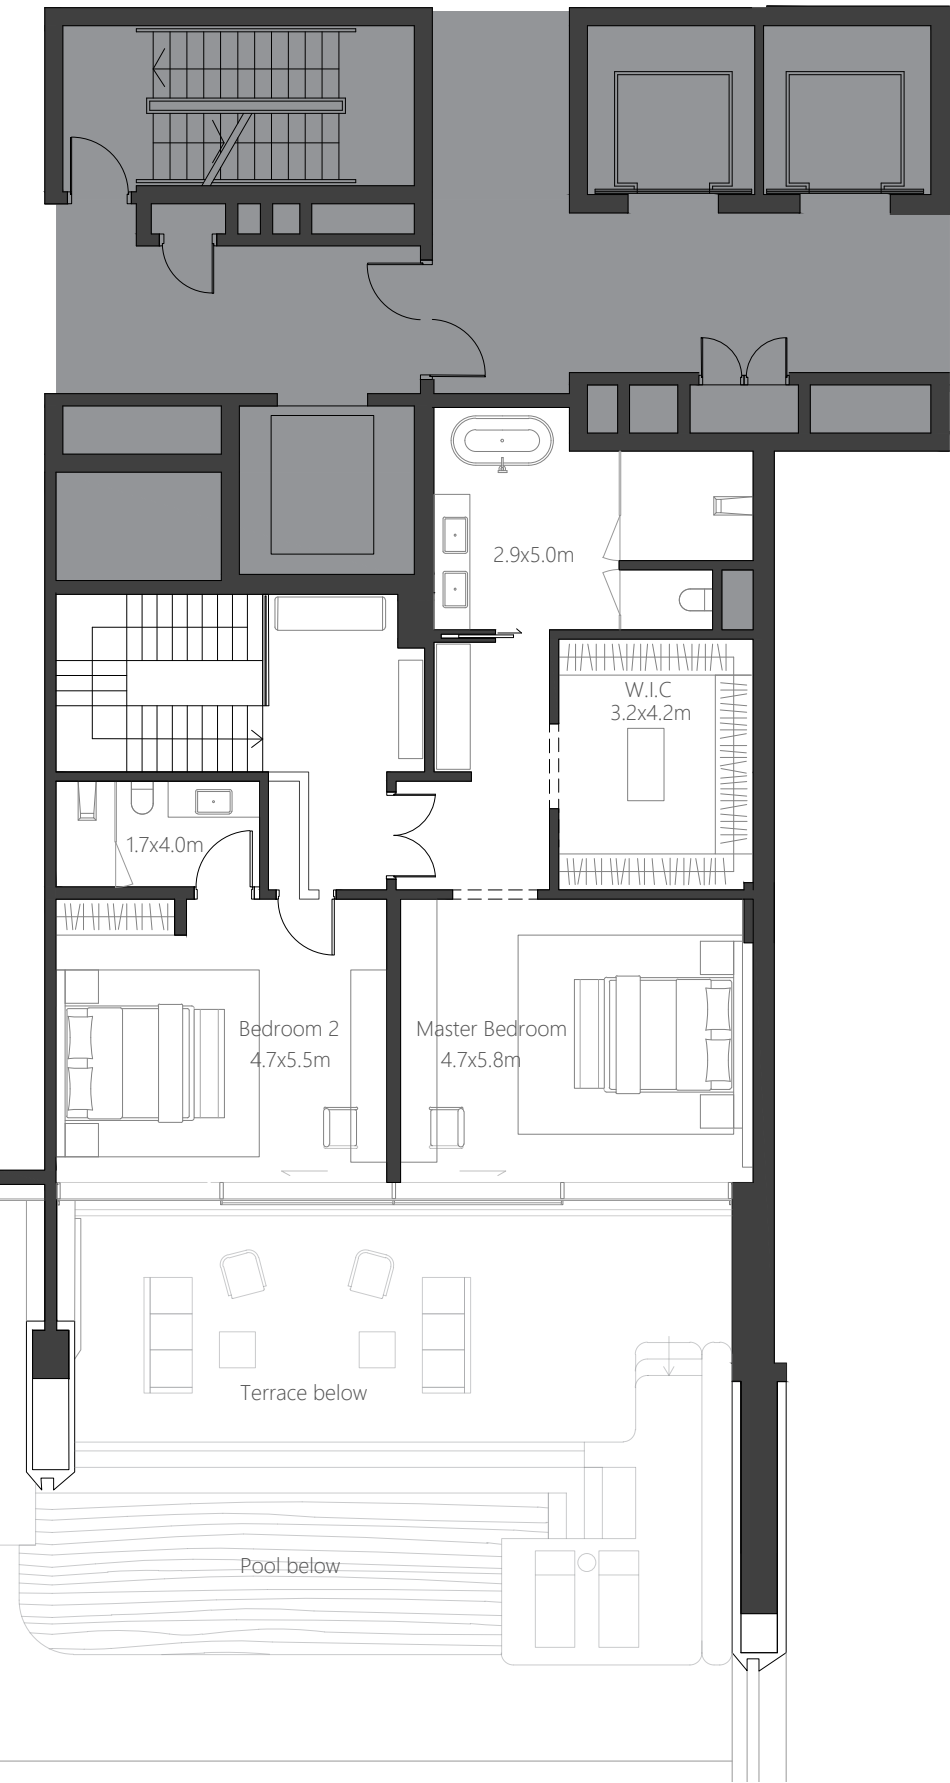 2.9x5.0m
W.I.C
3.2x4.2m
1.7x4.0m
Bedroom 2
4.7x5.5m
Master Bedroom
4.7x5.8m
Terrace below
Pool below